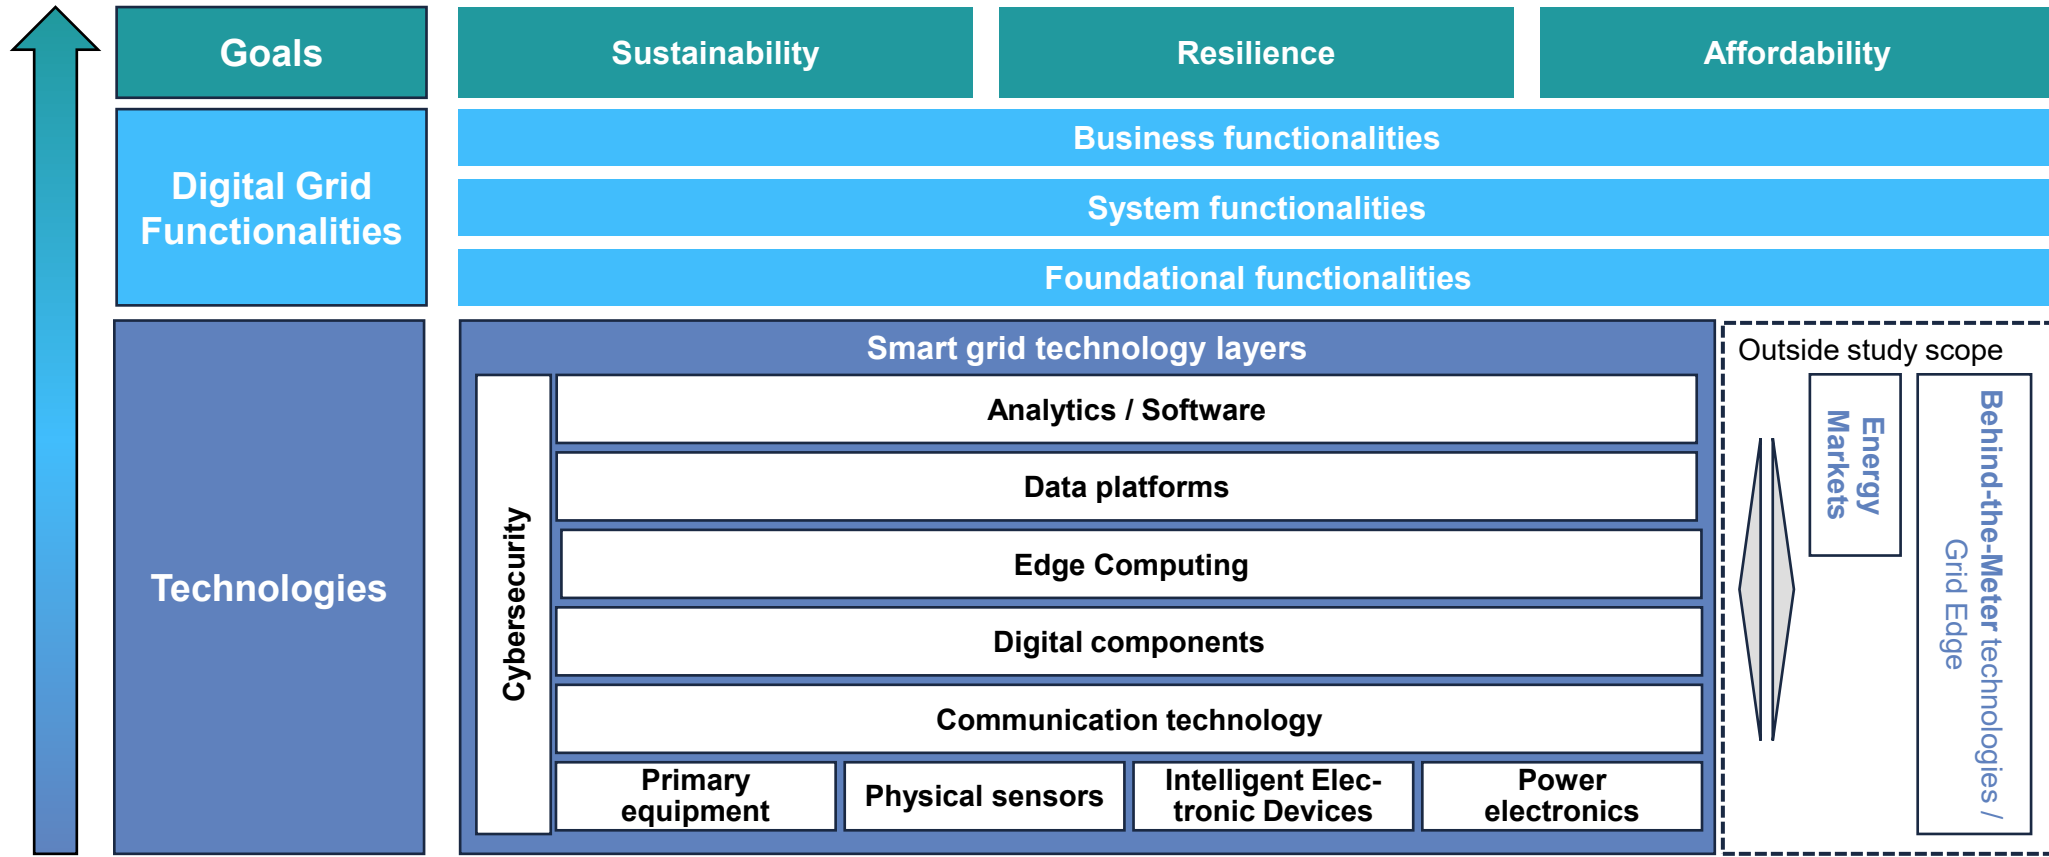 Goals
Sustainability
Resilience
Affordability
Digital Grid
Functionalities
Business functionalities
System functionalities
Foundational functionalities
Technologies
Smart grid technology layers
Cybersecurity
Analytics / Software
Data platforms
Edge Computing
Digital components
Communication technology
Primary
equipment
Physical sensors
Intelligent Elec-
tronic Devices
Power
electronics
Outside study scope
Energy
Markets
Behind-the-Meter technologies /
Grid Edge